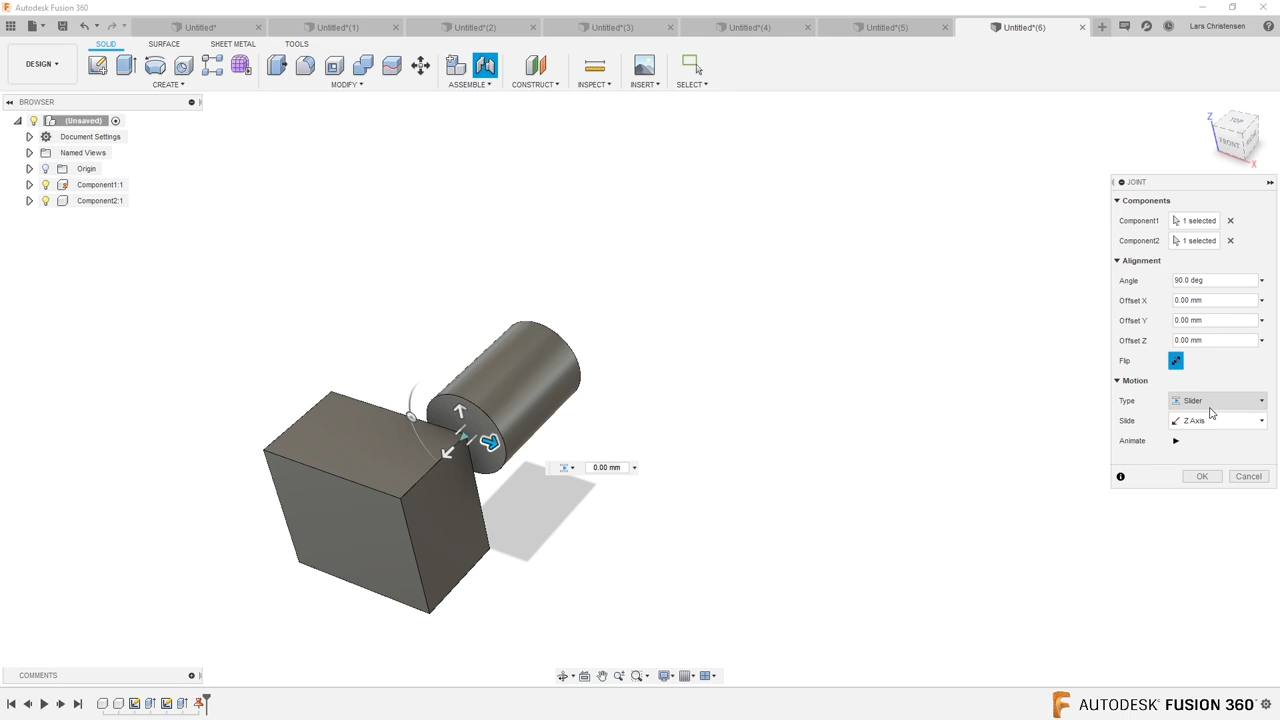 Autodesk Fusion 360
Untitled* Untitled*(1) Untitled*(2) Untitled*(3) Untitled*(4) Untitled*(5) Untitled*(6) Lars Christensen
SOLID SURFACE SHEET METAL TOOLS
DESIGN
CREATE MODIFY ASSEMBLE CONSTRUCT INSPECT INSERT SELECT
BROWSER
(Unsaved)
Document Settings
Named Views
Origin
Component1:1
Component2:1
Z TOP
FRONT
X
JOINT
Components
Component1 1 selected
Component2 1 selected
Alignment
Angle 90.0 deg
Offset X 0.00 mm
Offset Y 0.00 mm
Offset Z 0.00 mm
Flip
Motion
Type Slider
Slide Z Axis
Animate
OK Cancel
0.00 mm
COMMENTS
AUTODESK® FUSION 360™